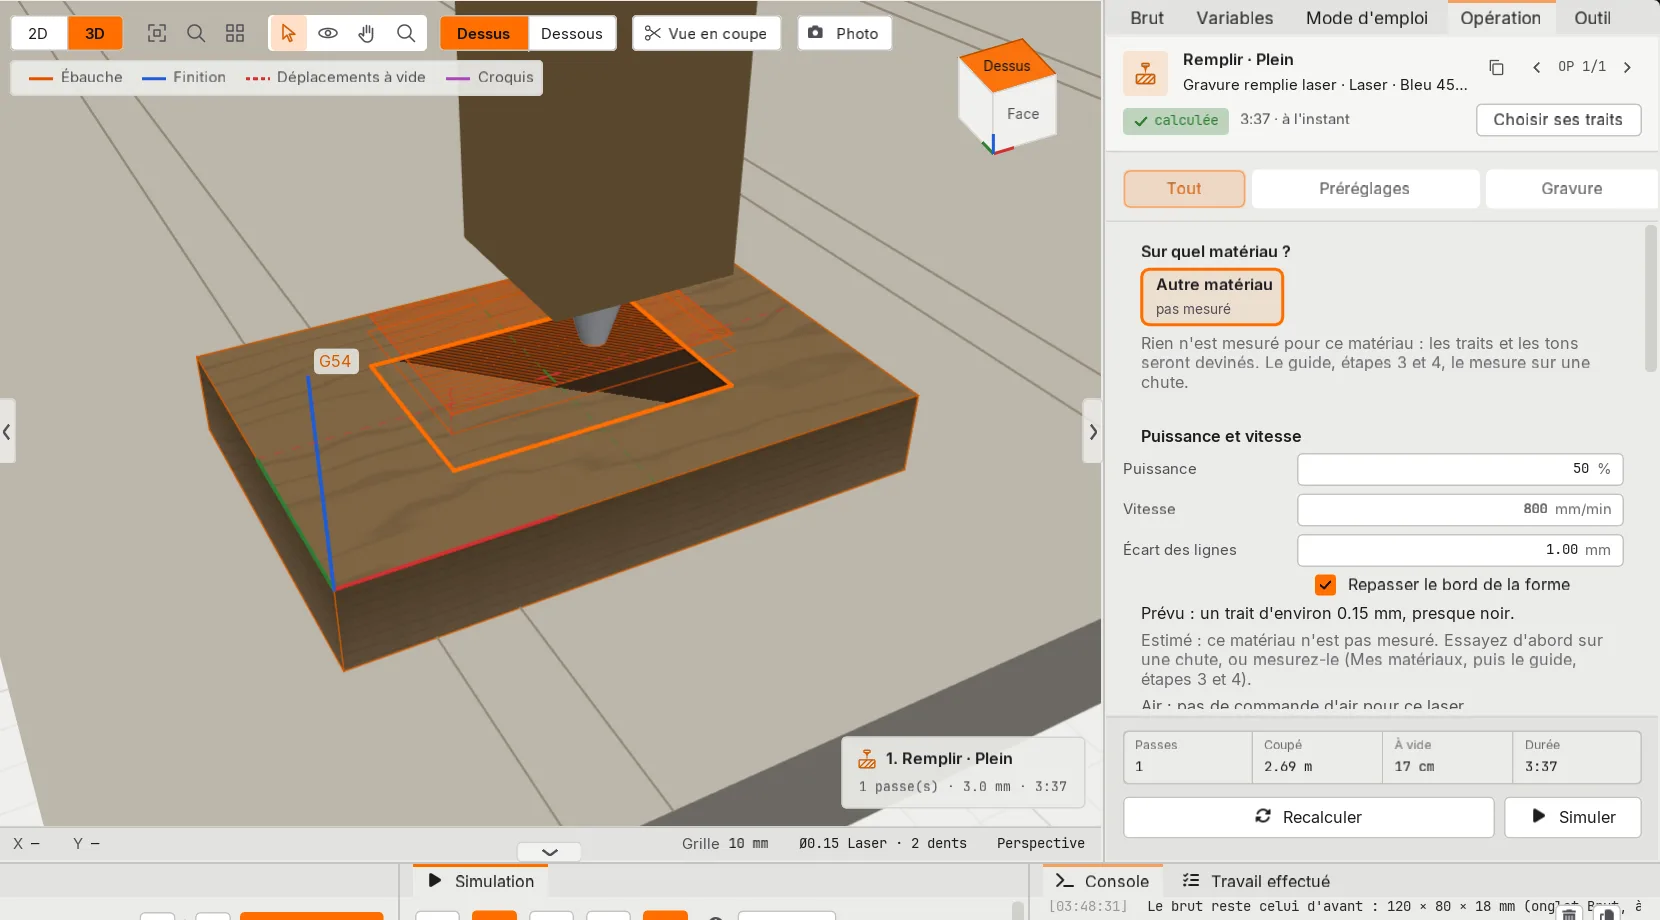 2D
3D
Dessus
Dessous
Vue en coupe
Photo
Ébauche
Finition
Déplacements à vide
Croquis
Dessus
Face
G54
1. Remplir · Plein
1 passe(s) · 3.0 mm · 3:37
X –
Y –
Grille 10 mm
Ø0.15 Laser · 2 dents
Perspective
Simulation
Console
Travail effectué
[03:48:31] Le brut reste celui d'avant : 120 × 80 × 18 mm
Brut
Variables
Mode d'emploi
Opération
Outil
Remplir · Plein
Gravure remplie laser · Laser · Bleu 45...
OP 1/1
calculée
3:37 · à l'instant
Choisir ses traits
Tout
Préréglages
Gravure
Sur quel matériau ?
Autre matériau
pas mesuré
Rien n'est mesuré pour ce matériau : les traits et les tons
seront devinés. Le guide, étapes 3 et 4, le mesure sur une
chute.
Puissance et vitesse
Puissance 50 %
Vitesse 800 mm/min
Écart des lignes 1.00 mm
Repasser le bord de la forme
Prévu : un trait d'environ 0.15 mm, presque noir.
Estimé : ce matériau n'est pas mesuré. Essayez d'abord sur
une chute, ou mesurez-le (Mes matériaux, puis le guide,
étapes 3 et 4).
Air : pas de commande d'air pour ce laser
Passes
1
Coupé
2.69 m
À vide
17 cm
Durée
3:37
Recalculer
Simuler